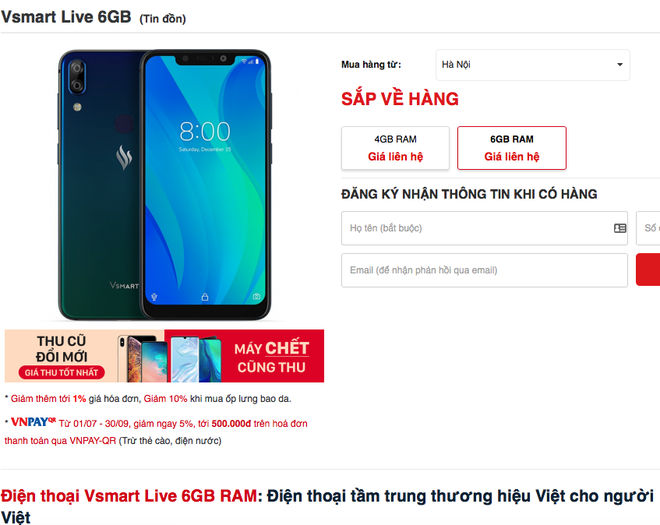 Vsmart Live 6GB (Tin đồn)
Mua hàng từ:
Hà Nội
SẮP VỀ HÀNG
4GB RAM
Giá liên hệ
6GB RAM
Giá liên hệ
ĐĂNG KÝ NHẬN THÔNG TIN KHI CÓ HÀNG
Họ tên (bắt buộc)
Số
Email (để nhận phản hồi qua email)
8:00
Saturday, December 25
VSMART
THU CŨ
ĐỔI MỚI
GIÁ THU TỐT NHẤT
MÁY CHẾT
CŨNG THU
* Giảm thêm tới 1% giá hóa đơn, Giảm 10% khi mua ốp lưng bao da.
* VNPAYQR Từ 01/07 - 30/09, giảm ngay 5%, tới 500.000đ trên hoá đơn
thanh toán qua VNPAY-QR (Trừ thẻ cào, điện nước)
Điện thoại Vsmart Live 6GB RAM: Điện thoại tầm trung thương hiệu Việt cho người
Việt